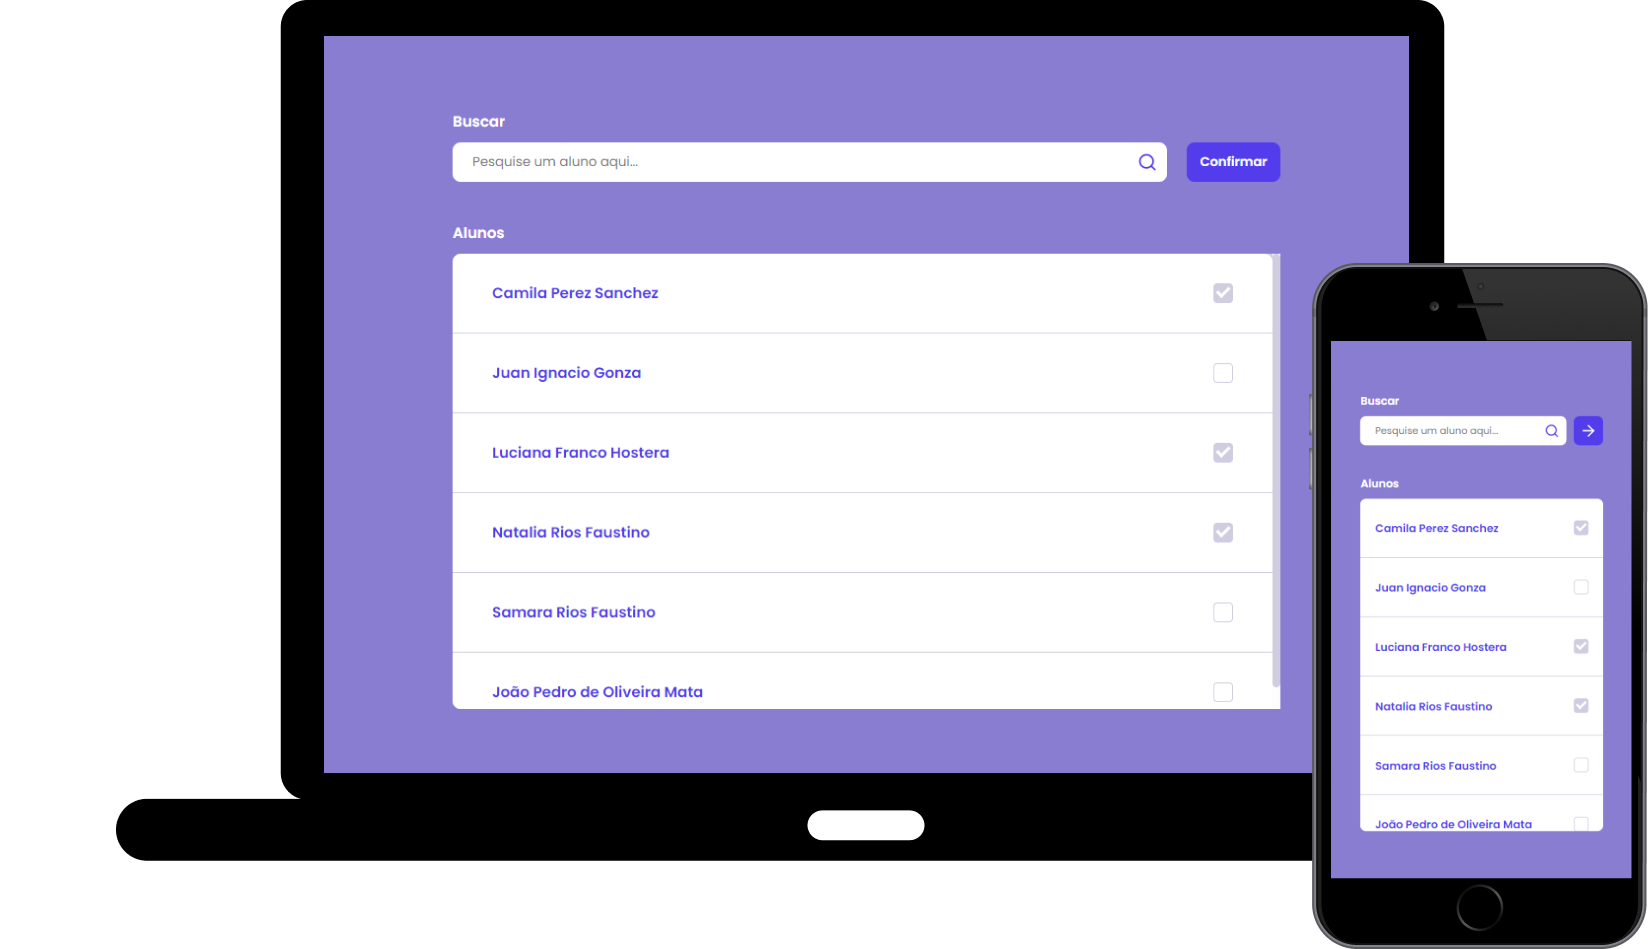 Buscar
Pesquise um aluno aqui...
Confirmar
Alunos
Camila Perez Sanchez
Juan Ignacio Gonza
Luciana Franco Hostera
Natalia Rios Faustino
Samara Rios Faustino
João Pedro de Oliveira Mata
Buscar
Pesquise um aluno aqui...
Alunos
Camila Perez Sanchez
Juan Ignacio Gonza
Luciana Franco Hostera
Natalia Rios Faustino
Samara Rios Faustino
João Pedro de Oliveira Mata